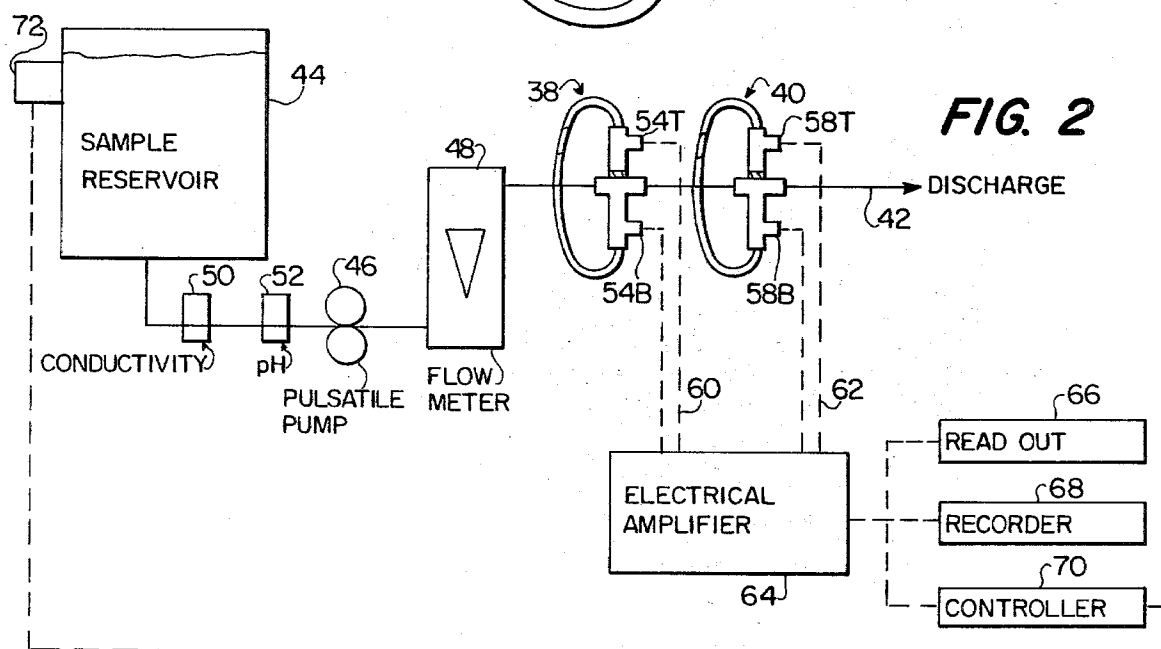 72
44
SAMPLE
RESERVOIR
38
54T
40
58T
FIG. 2
48
DISCHARGE
42
50
52
46
54B
58B
CONDUCTIVITY
pH
PULSATILE
PUMP
FLOW
METER
60
62
66
READ OUT
ELECTRICAL
AMPLIFIER
64
68
RECORDER
70
CONTROLLER